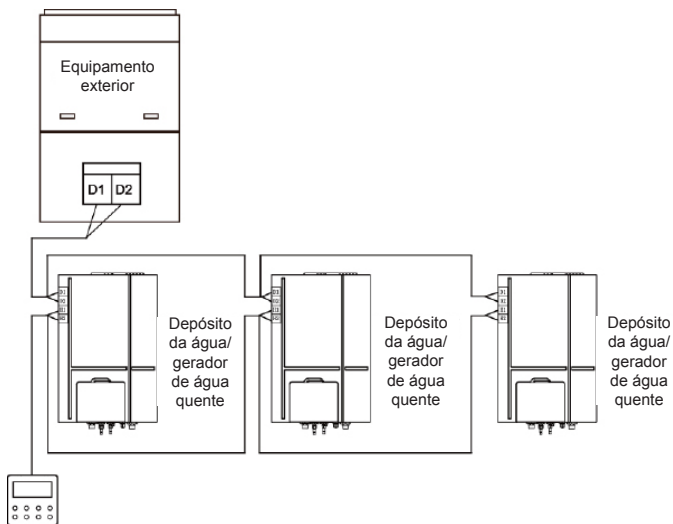 Equipamento
exterior
D1 D2
Depósito
da água/
gerador
de água
quente
Depósito
da água/
gerador
de água
quente
Depósito
da água/
gerador
de água
quente